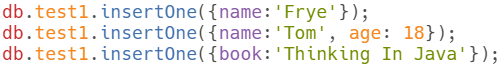 db.test1.insertOne({name:'Frye'});
db.test1.insertOne({name:'Tom', age: 18});
db.test1.insertOne({book:'Thinking In Java'});